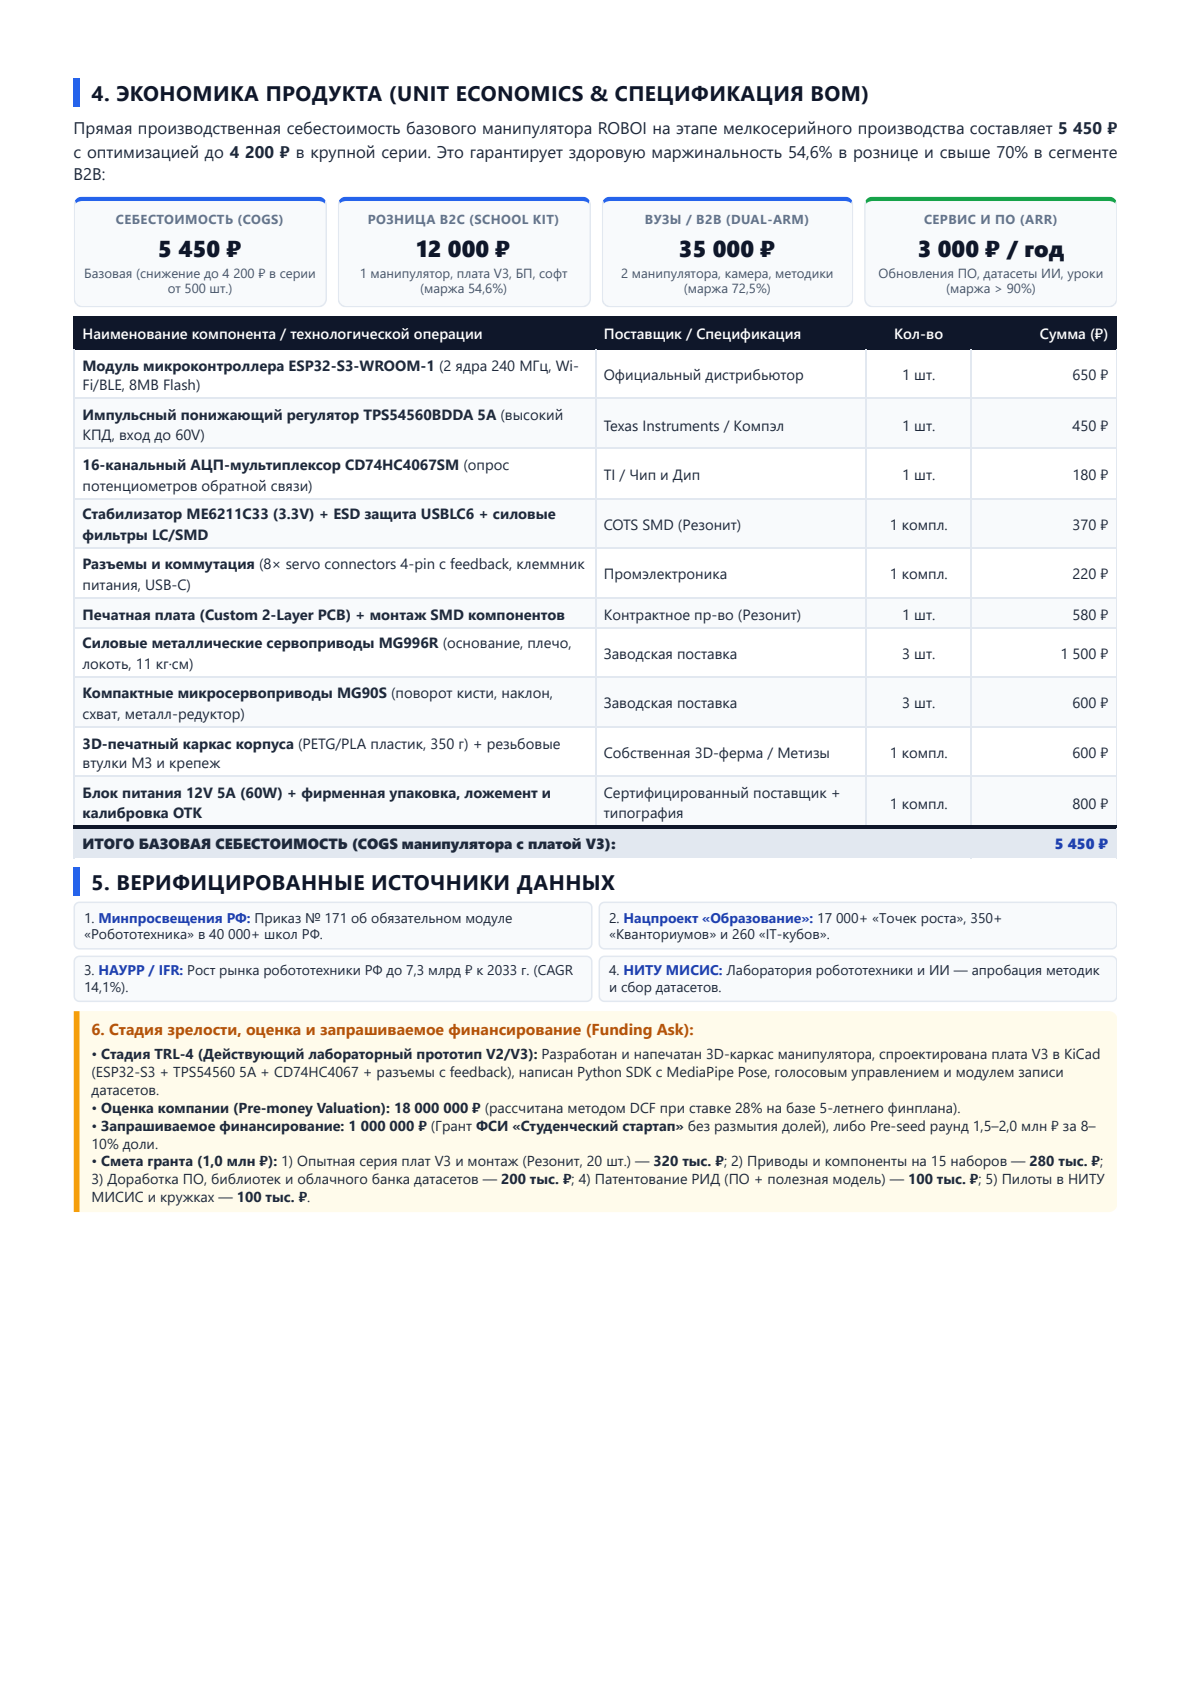 4. ЭКОНОМИКА ПРОДУКТА (UNIT ECONOMICS & СПЕЦИФИКАЦИЯ BOM)
Прямая производственная себестоимость базового манипулятора ROBOI на этапе мелкосерийного производства составляет 5 450 ₽
с оптимизацией до 4 200 ₽ в крупной серии. Это гарантирует здоровую маржинальность 54,6% в рознице и свыше 70% в сегменте
B2B:
СЕБЕСТОИМОСТЬ (COGS)
5 450 ₽
Базовая (снижение до 4 200 ₽ в серии
от 500 шт.)
РОЗНИЦА B2C (SCHOOL KIT)
12 000 ₽
1 манипулятор, плата V3, БП, софт
(маржа 54,6%)
ВУЗЫ / B2B (DUAL-ARM)
35 000 ₽
2 манипулятора, камера, методики
(маржа 72,5%)
СЕРВИС И ПО (ARR)
3 000 ₽ / год
Обновления ПО, датасеты ИИ, уроки
(маржа > 90%)
Наименование компонента / технологической операции Поставщик / Спецификация Кол-во Сумма (₽)
Модуль микроконтроллера ESP32-S3-WROOM-1 (2 ядра 240 МГц, Wi-
Fi/BLE, 8MB Flash) Официальный дистрибьютор 1 шт. 650 ₽
Импульсный понижающий регулятор TPS54560BDDA 5A (высокий
КПД, вход до 60V) Texas Instruments / Компэл 1 шт. 450 ₽
16-канальный АЦП-мультиплексор CD74HC4067SM (опрос
потенциометров обратной связи) TI / Чип и Дип 1 шт. 180 ₽
Стабилизатор ME6211C33 (3.3V) + ESD защита USBLC6 + силовые
фильтры LC/SMD COTS SMD (Резонит) 1 компл. 370 ₽
Разъемы и коммутация (8× servo connectors 4-pin с feedback, клеммник
питания, USB-C) Промэлектроника 1 компл. 220 ₽
Печатная плата (Custom 2-Layer PCB) + монтаж SMD компонентов Контрактное пр-во (Резонит) 1 шт. 580 ₽
Силовые металлические сервоприводы MG996R (основание, плечо,
локоть, 11 кг·см) Заводская поставка 3 шт. 1 500 ₽
Компактные микросервоприводы MG90S (поворот кисти, наклон,
схват, металл-редуктор) Заводская поставка 3 шт. 600 ₽
3D-печатный каркас корпуса (PETG/PLA пластик, 350 г) + резьбовые
втулки М3 и крепеж Собственная 3D-ферма / Метизы 1 компл. 600 ₽
Блок питания 12V 5A (60W) + фирменная упаковка, ложемент и
калибровка ОТК Сертифицированный поставщик +
типография 1 компл. 800 ₽
ИТОГО БАЗОВАЯ СЕБЕСТОИМОСТЬ (COGS манипулятора с платой V3): 5 450 ₽
5. ВЕРИФИЦИРОВАННЫЕ ИСТОЧНИКИ ДАННЫХ
1. Минпросвещения РФ: Приказ № 171 об обязательном модуле
«Робототехника» в 40 000+ школ РФ.
2. Нацпроект «Образование»: 17 000+ «Точек роста», 350+
«Кванториумов» и 260 «IT-кубов».
3. НАУРР / IFR: Рост рынка робототехники РФ до 7,3 млрд ₽ к 2033 г. (CAGR
14,1%).
4. НИТУ МИСИС: Лаборатория робототехники и ИИ — апробация методик
и сбор датасетов.
6. Стадия зрелости, оценка и запрашиваемое финансирование (Funding Ask):
• Стадия TRL-4 (Действующий лабораторный прототип V2/V3): Разработан и напечатан 3D-каркас манипулятора, спроектирована плата V3 в KiCad
(ESP32-S3 + TPS54560 5A + CD74HC4067 + разъемы с feedback), написан Python SDK с MediaPipe Pose, голосовым управлением и модулем записи
датасетов.
• Оценка компании (Pre-money Valuation): 18 000 000 ₽ (рассчитана методом DCF при ставке 28% на базе 5-летнего финплана).
• Запрашиваемое финансирование: 1 000 000 ₽ (Грант ФСИ «Студенческий стартап» без размытия долей), либо Pre-seed раунд 1,5–2,0 млн ₽ за 8–
10% доли.
• Смета гранта (1,0 млн ₽): 1) Опытная серия плат V3 и монтаж (Резонит, 20 шт.) — 320 тыс. ₽; 2) Приводы и компоненты на 15 наборов — 280 тыс. ₽;
3) Доработка ПО, библиотек и облачного банка датасетов — 200 тыс. ₽; 4) Патентование РИД (ПО + полезная модель) — 100 тыс. ₽; 5) Пилоты в НИТУ
МИСИС и кружках — 100 тыс. ₽.